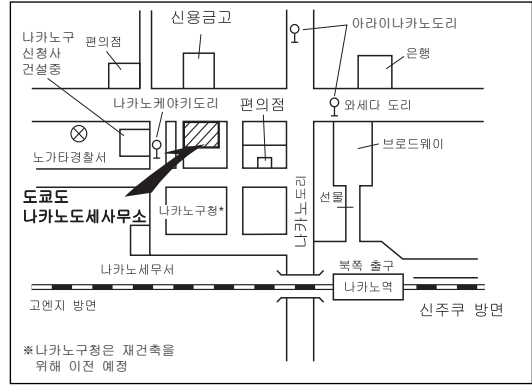 신용금고
아라이나카노도리
나카노구
신청사
건설중
편의점
은행
나카노케야키도리
편의점
와세다 도리
노가타경찰서
브로드웨이
도쿄도
나카노도세사무소
나카노구청*
나카노도리
선물
나카노세무서
북쪽 출구
나카노역
고엔지 방면
신주쿠 방면
※나카노구청은 재건축을
위해 이전 예정